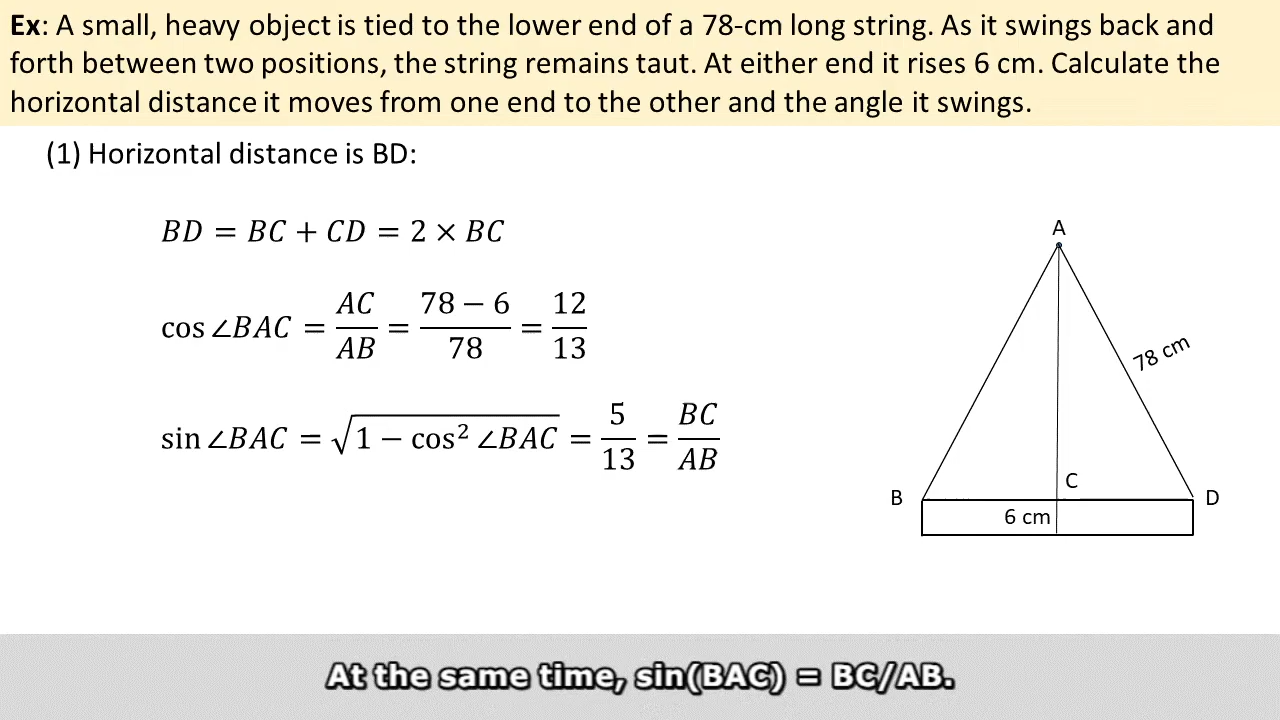 Ex: A small, heavy object is tied to the lower end of a 78-cm long string. As it swings back and
forth between two positions, the string remains taut. At either end it rises 6 cm. Calculate the
horizontal distance it moves from one end to the other and the angle it swings.
(1) Horizontal distance is BD:
BD = BC + CD = 2 × BC
cos ∠BAC = AC/AB = (78 − 6)/78 = 12/13
sin ∠BAC = √(1 − cos² ∠BAC) = 5/13 = BC/AB
A
78 cm
C
B
D
6 cm
At the same time, sin(BAC) = BC/AB.